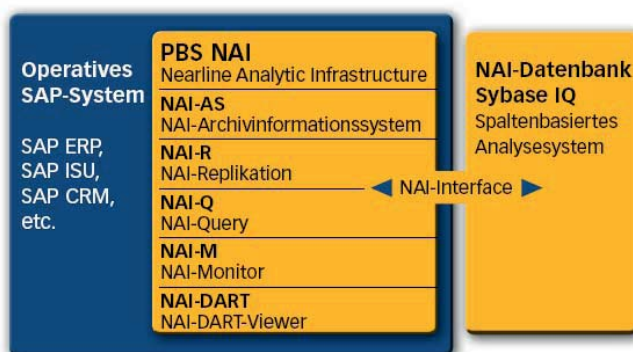 Operatives
SAP-System
SAP ERP,
SAP ISU,
SAP CRM,
etc.
PBS NAI
Nearline Analytic Infrastructure
NAI-AS
NAI-Archivinformationssystem
NAI-R
NAI-Replikation
NAI-Q
NAI-Query
NAI-M
NAI-Monitor
NAI-DART
NAI-DART-Viewer
NAI-Interface
NAI-Datenbank
Sybase IQ
Spaltenbasiertes
Analysesystem